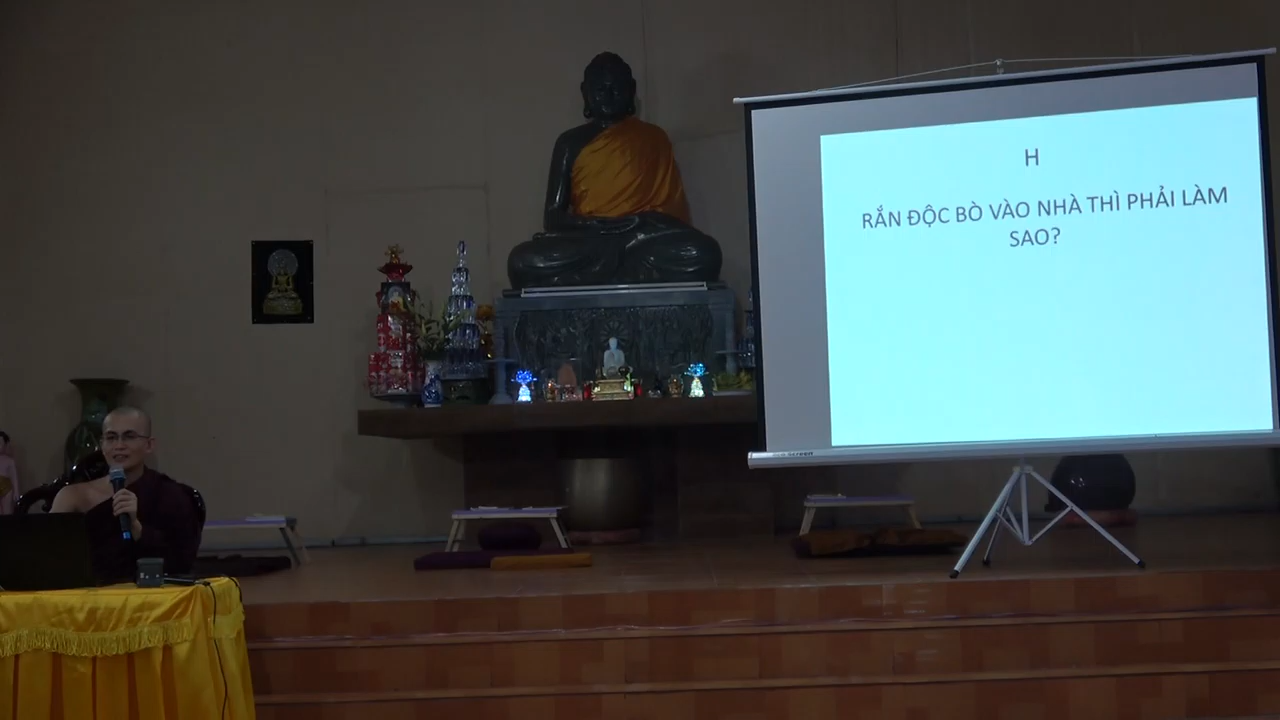 H
RẮN ĐỘC BÒ VÀO NHÀ THÌ PHẢI LÀM
SAO?